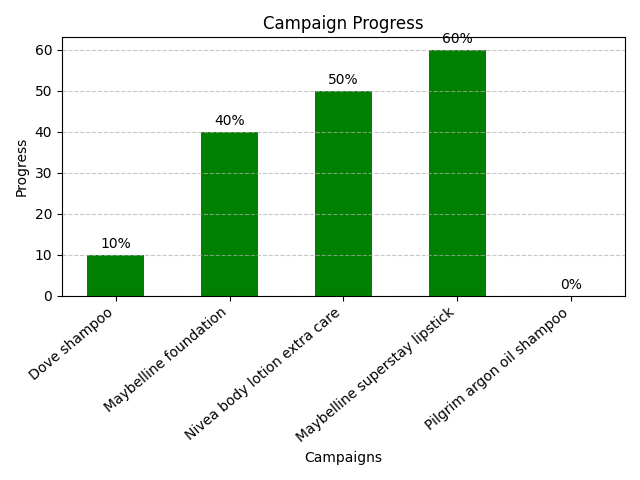 Campaign Progress
60%
60
50%
50
40%
40
Progress
30
20
10%
10
0%
0
Dove shampoo
Maybelline foundation
Nivea body lotion extra care
Maybelline superstay lipstick
Pilgrim argon oil shampoo
Campaigns